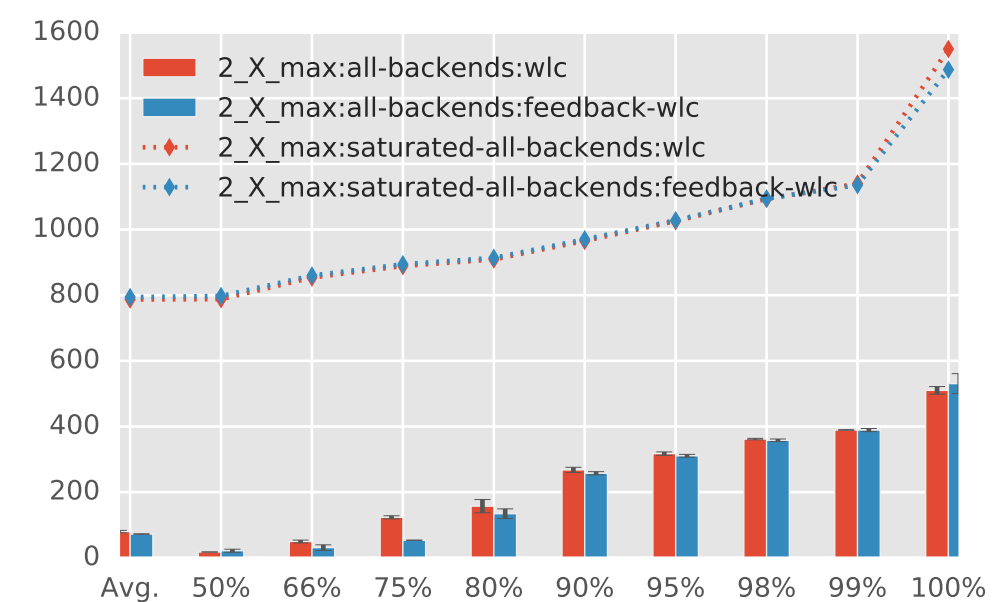 1600
1400
1200
1000
800
600
400
200
0
2_X_max:all-backends:wlc
2_X_max:all-backends:feedback-wlc
2_X_max:saturated-all-backends:wlc
2_X_max:saturated-all-backends:feedback-wlc
Avg. 50% 66% 75% 80% 90% 95% 98% 99% 100%